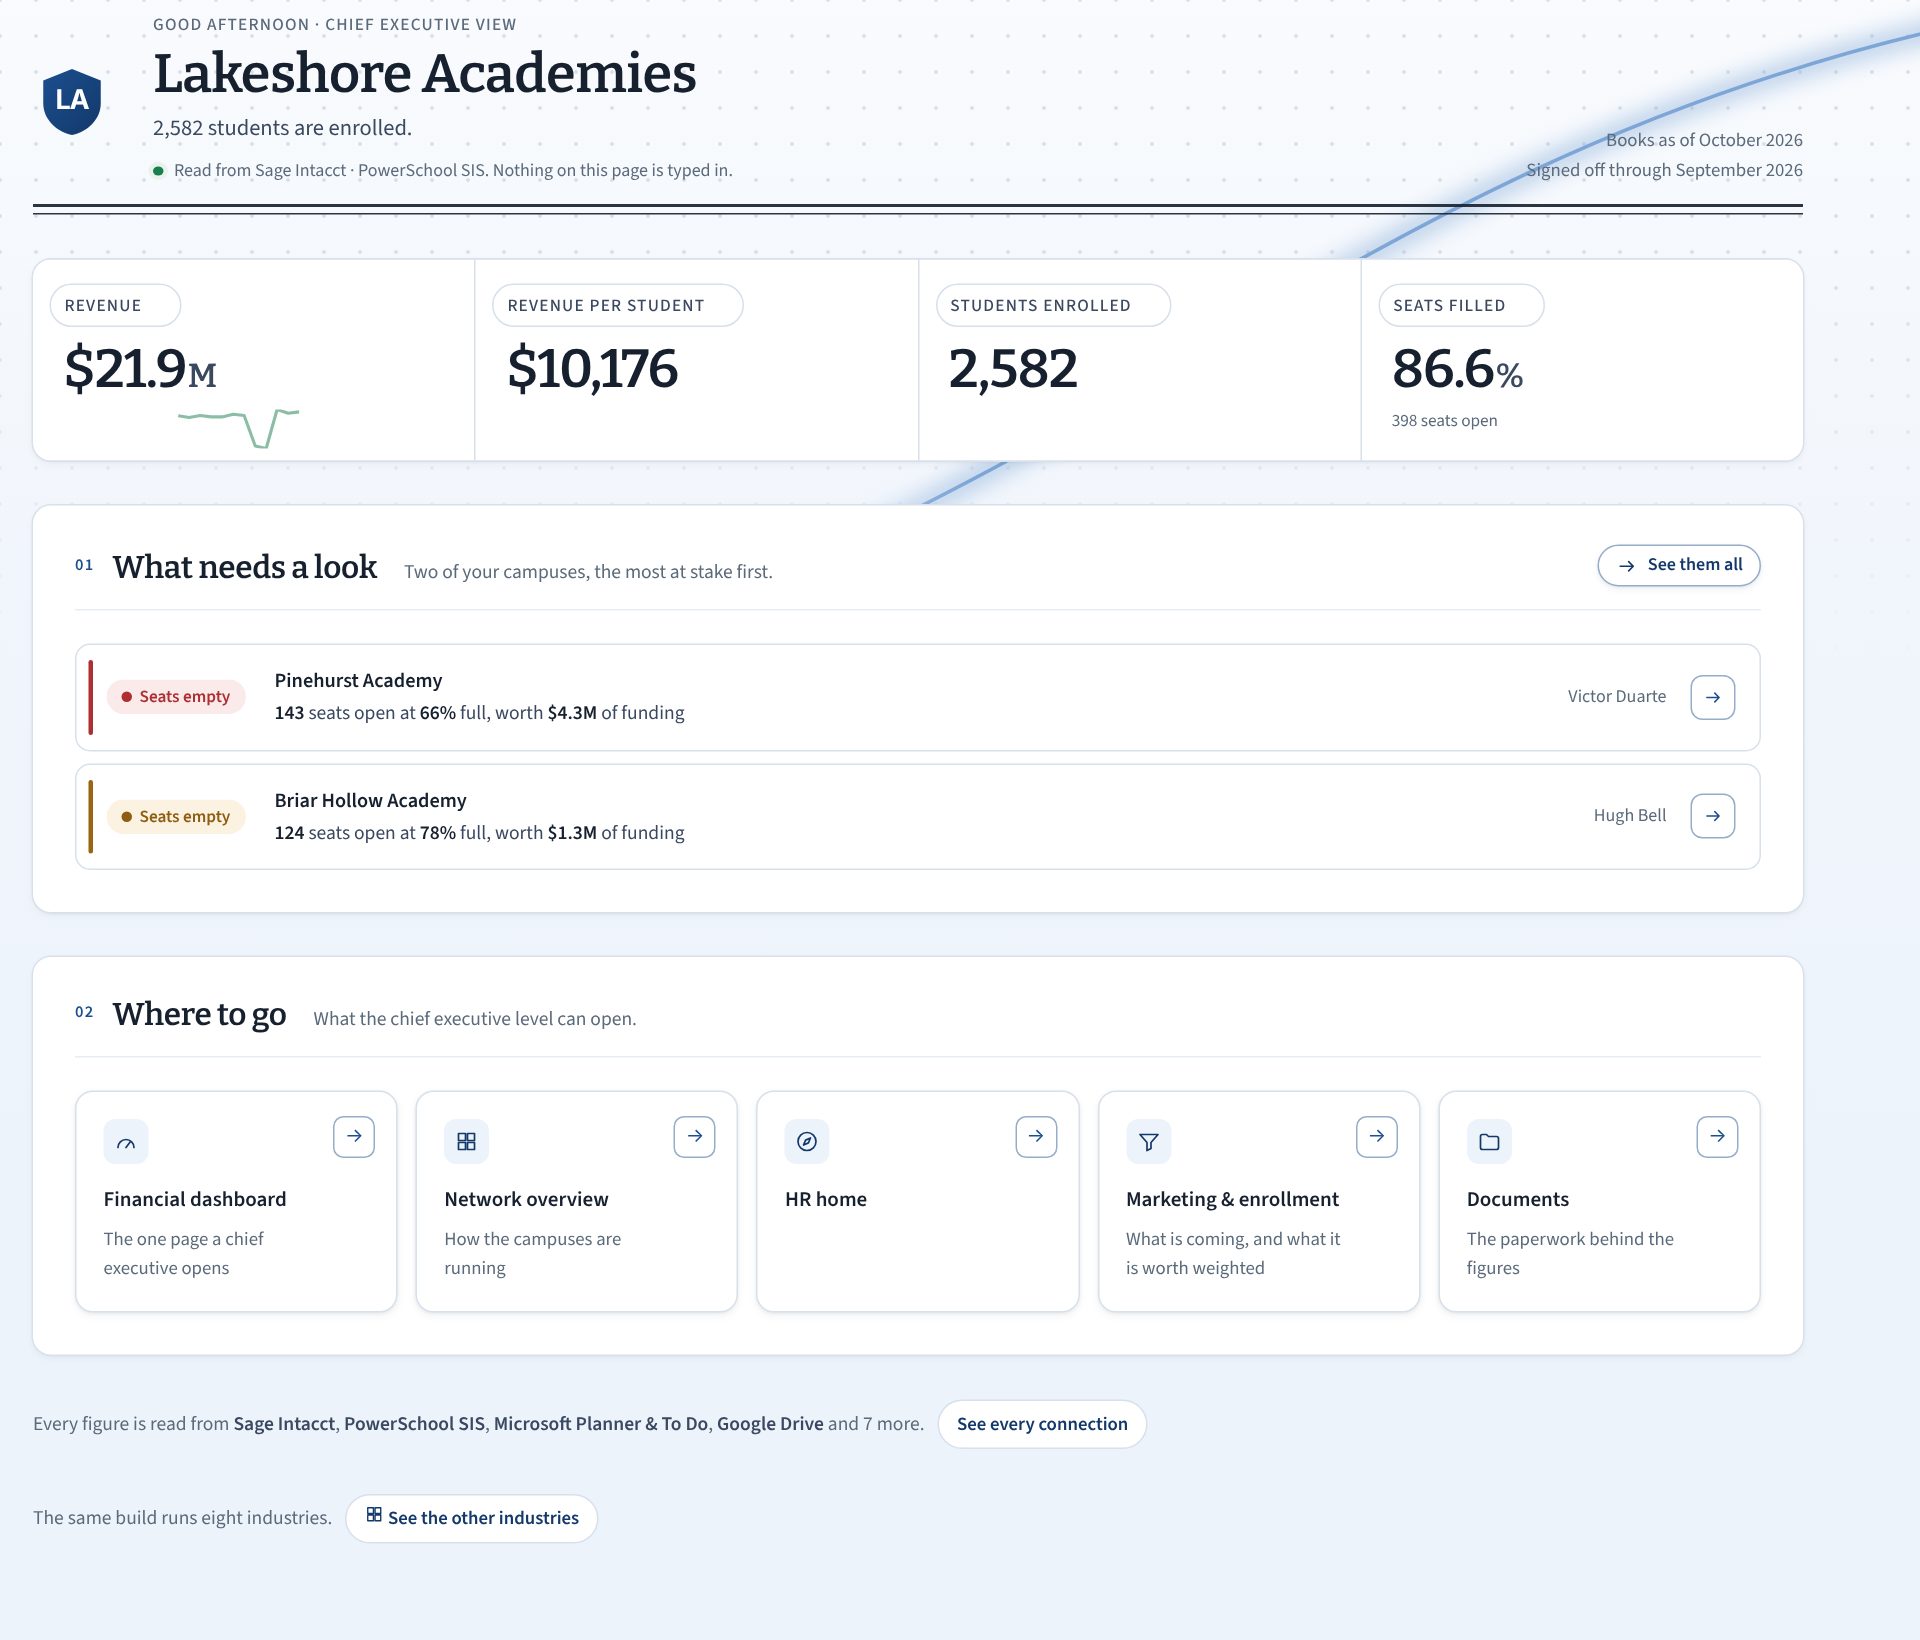 GOOD AFTERNOON · CHIEF EXECUTIVE VIEW
LA
Lakeshore Academies
2,582 students are enrolled.
Read from Sage Intacct · PowerSchool SIS. Nothing on this page is typed in.
Books as of October 2026
Signed off through September 2026
REVENUE
$21.9M
REVENUE PER STUDENT
$10,176
STUDENTS ENROLLED
2,582
SEATS FILLED
86.6%
398 seats open
01 What needs a look Two of your campuses, the most at stake first.
See them all
Seats empty
Pinehurst Academy
143 seats open at 66% full, worth $4.3M of funding
Victor Duarte
Seats empty
Briar Hollow Academy
124 seats open at 78% full, worth $1.3M of funding
Hugh Bell
02 Where to go What the chief executive level can open.
Financial dashboard
The one page a chief
executive opens
Network overview
How the campuses are
running
HR home
Marketing & enrollment
What is coming, and what it
is worth weighted
Documents
The paperwork behind the
figures
Every figure is read from Sage Intacct, PowerSchool SIS, Microsoft Planner & To Do, Google Drive and 7 more. See every connection
The same build runs eight industries. See the other industries